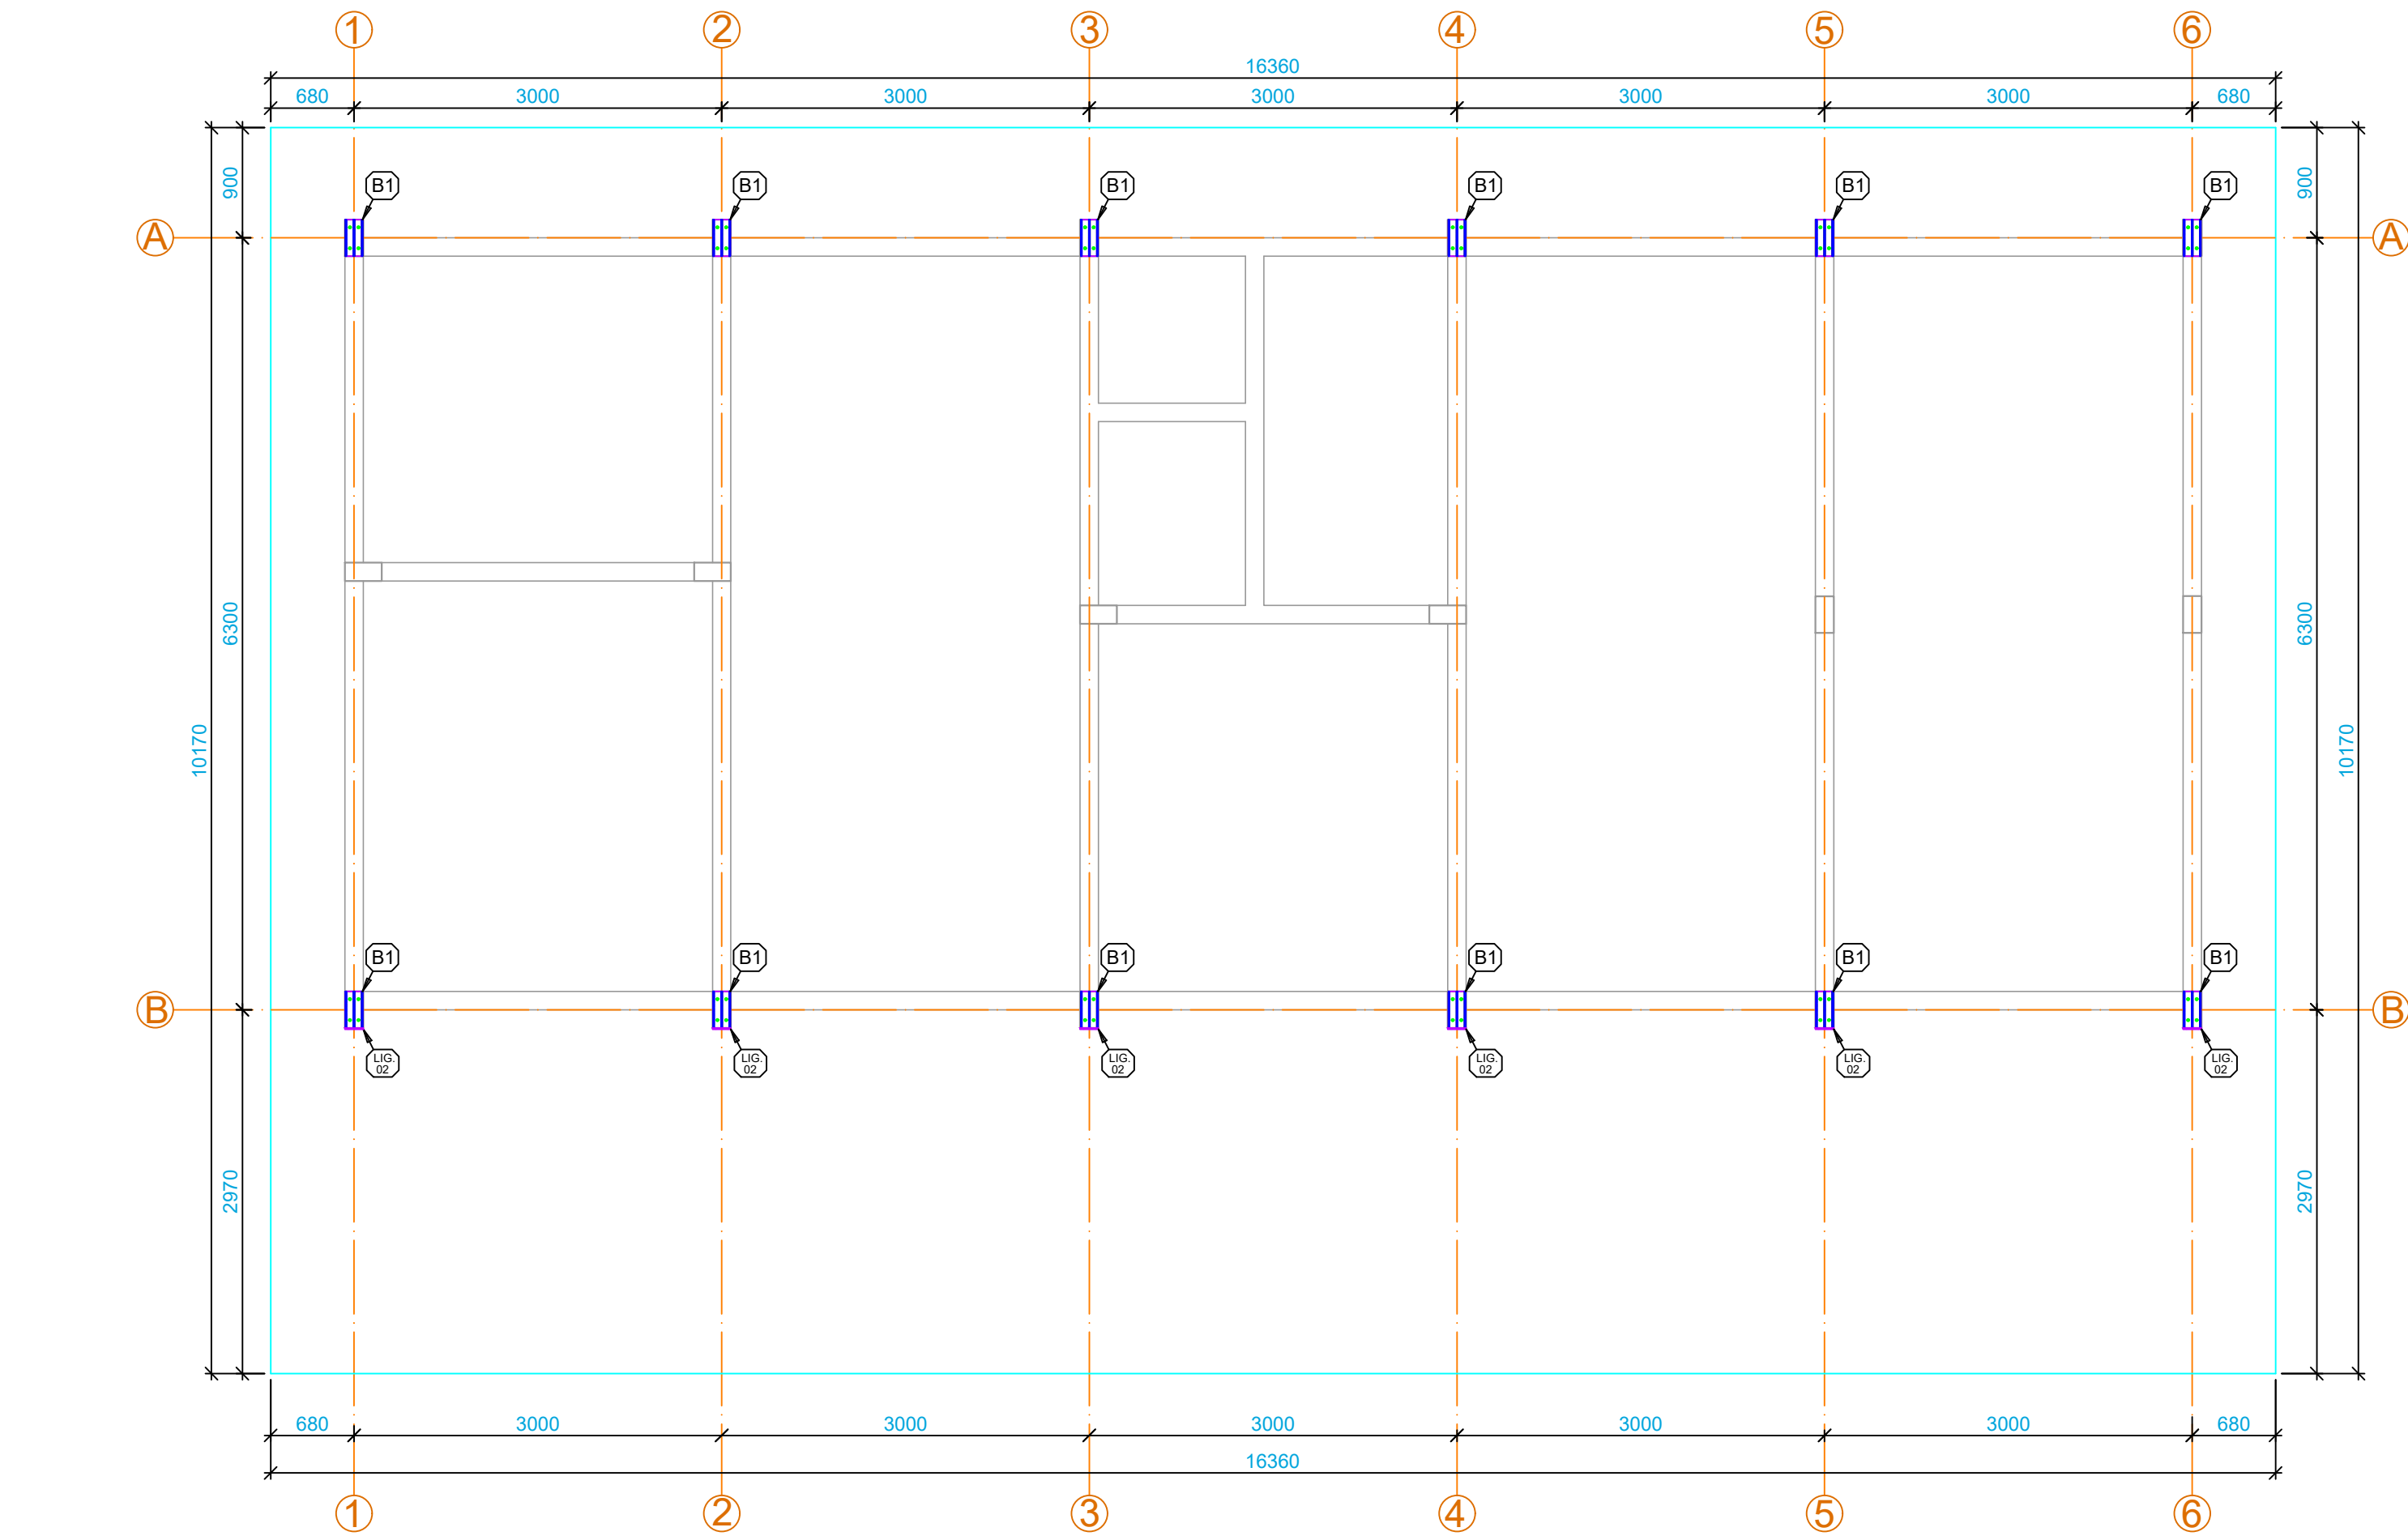 1 2 3 4 5 6
16360
680 3000 3000 3000 3000 3000 680
900 900
B1 B1 B1 B1 B1 B1
A A
6300 6300
10170 10170
B1 B1 B1 B1 B1 B1
B B
LIG. LIG. LIG. LIG. LIG. LIG.
02 02 02 02 02 02
2970 2970
680 3000 3000 3000 3000 3000 680
16360
1 2 3 4 5 6